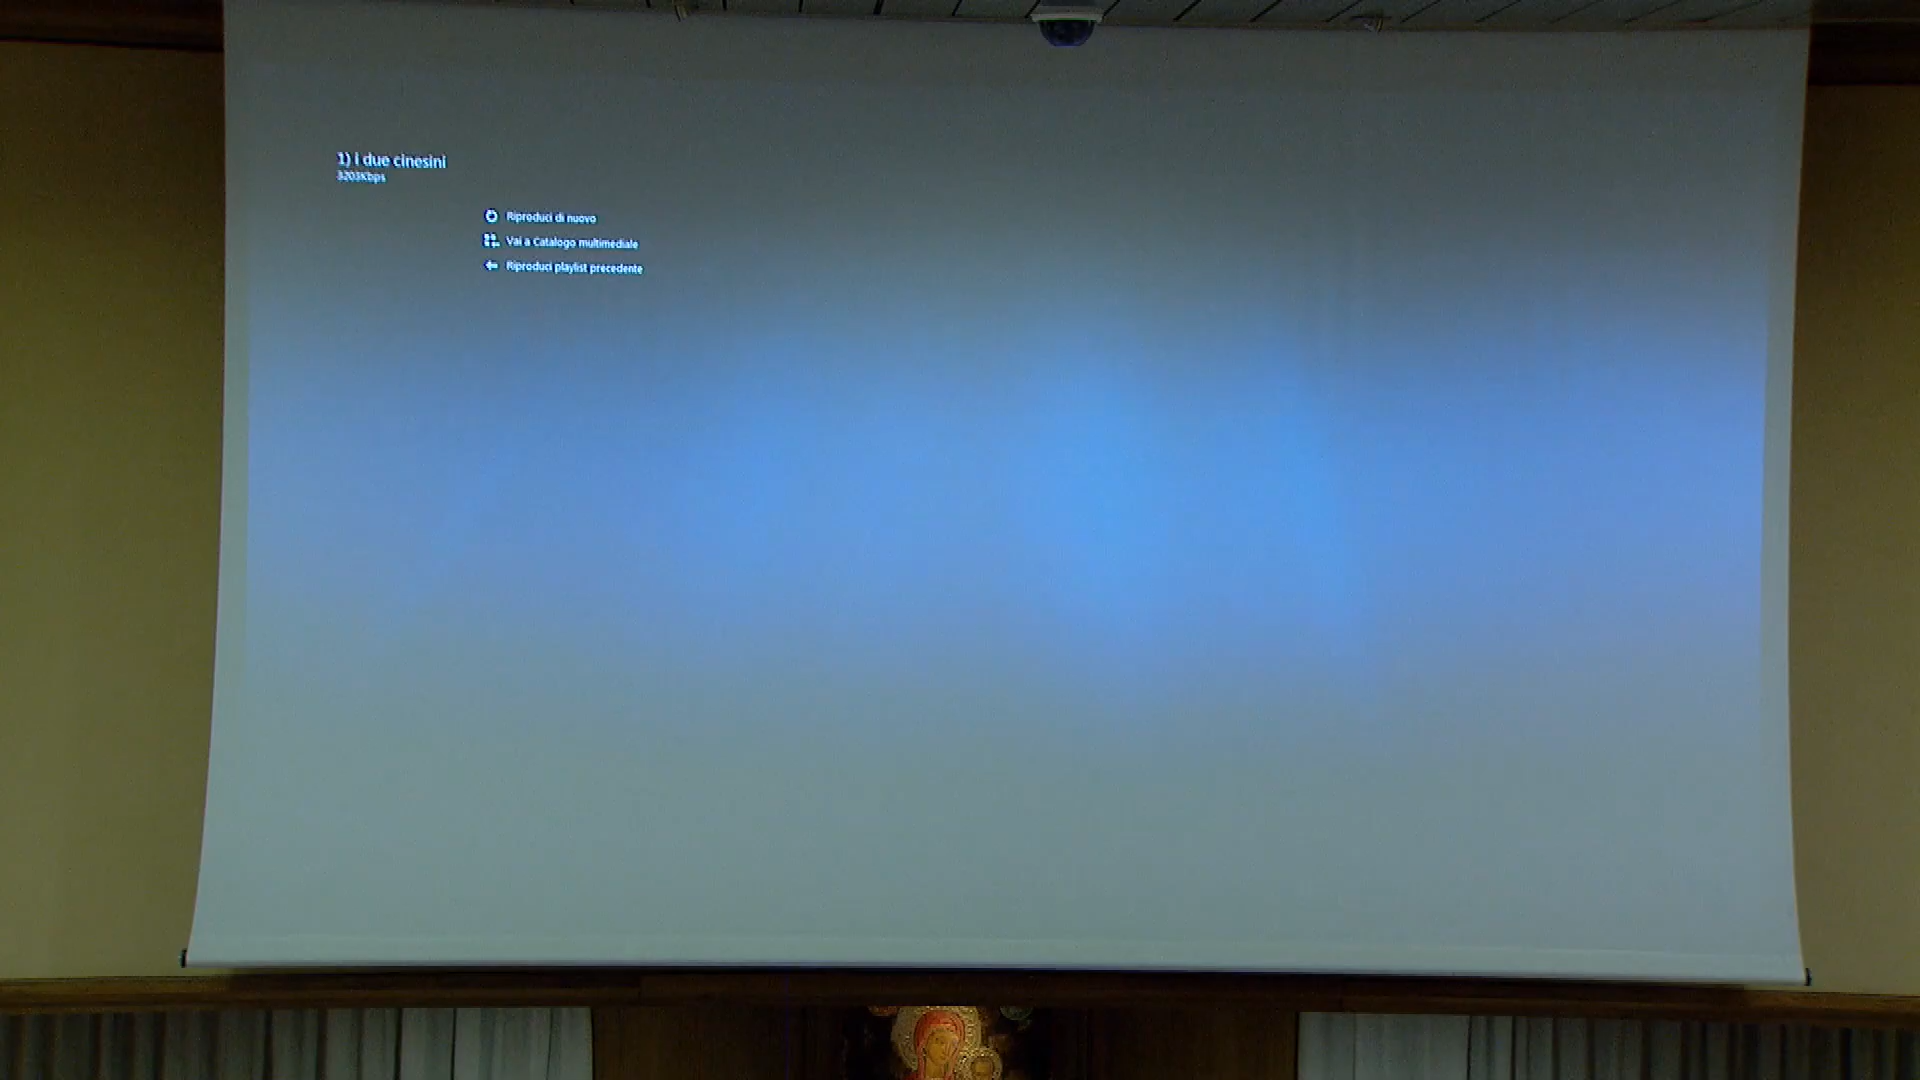 1) i due cinesini
3203Kbps
Riproduci di nuovo
Vai a Catalogo multimediale
Riproduci playlist precedente